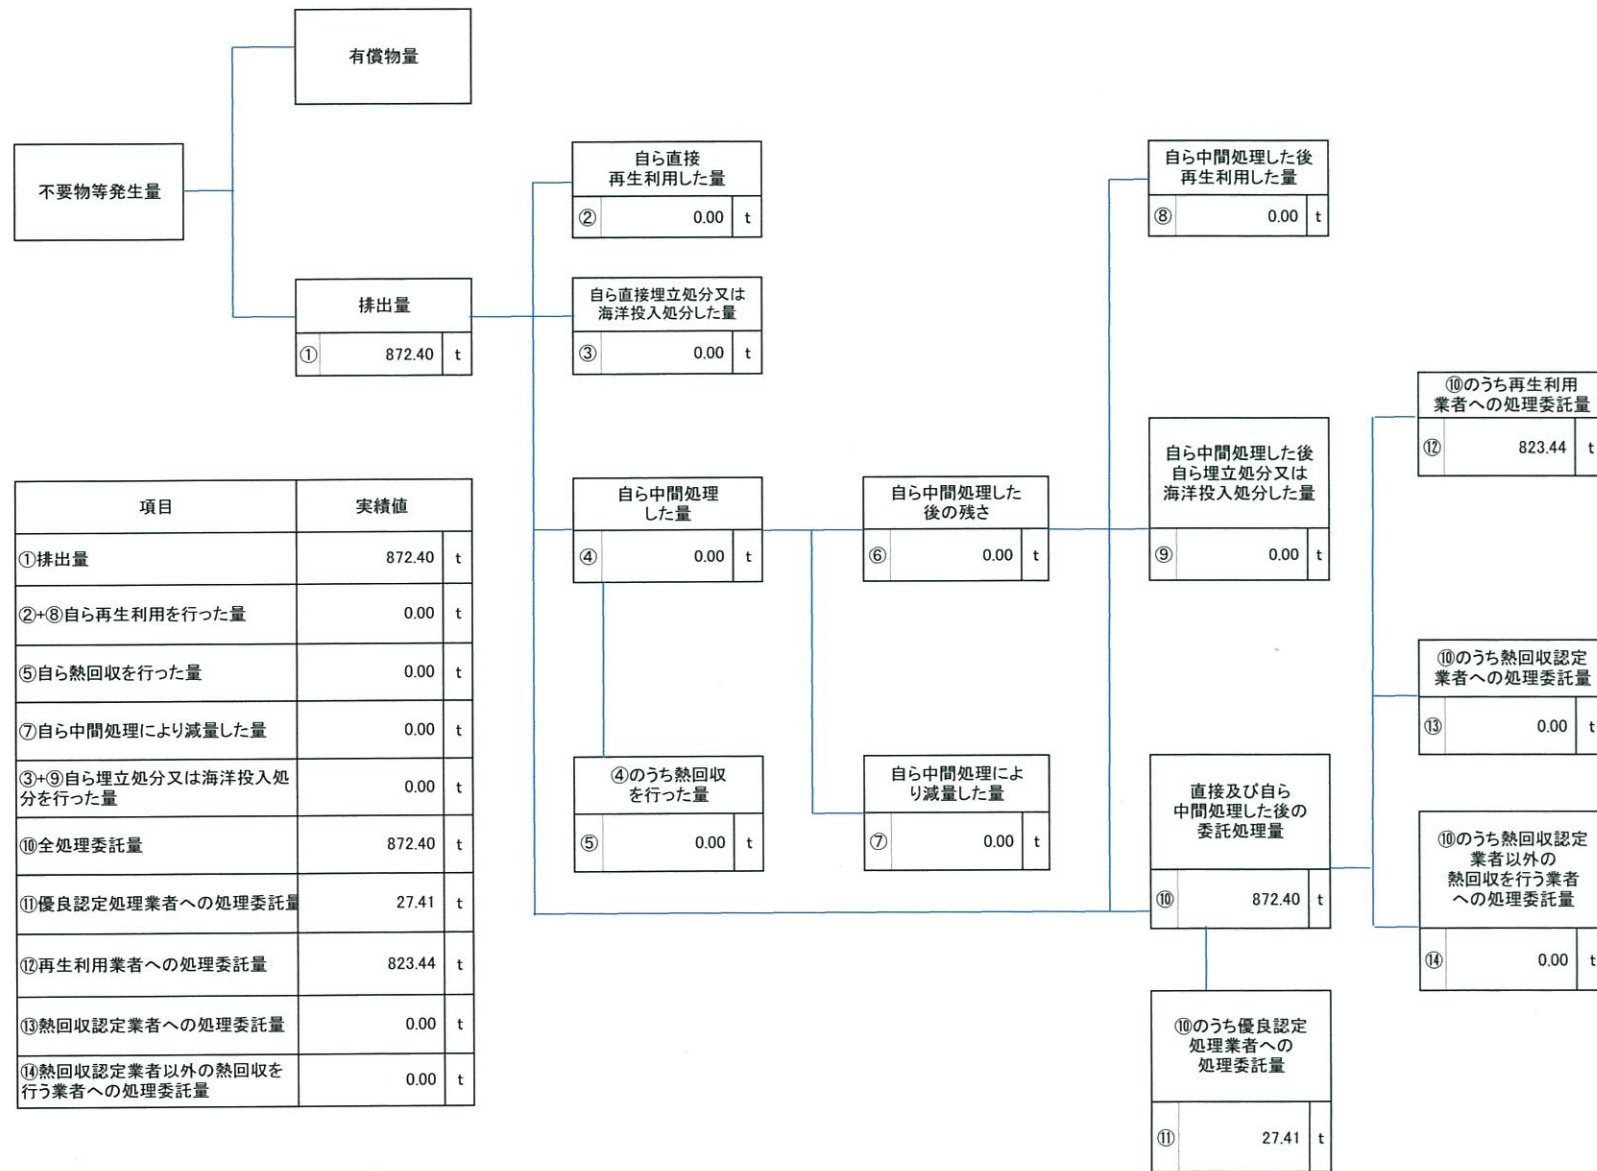 有償物量
不要物等発生量
排出量
① 872.40 t
自ら直接
再生利用した量
② 0.00 t
自ら直接埋立処分又は
海洋投入処分した量
③ 0.00 t
自ら中間処理
した量
④ 0.00 t
④のうち熱回収
を行った量
⑤ 0.00 t
自ら中間処理した
後の残さ
⑥ 0.00 t
自ら中間処理によ
り減量した量
⑦ 0.00 t
自ら中間処理した後
再生利用した量
⑧ 0.00 t
自ら中間処理した後
自ら埋立処分又は
海洋投入処分した量
⑨ 0.00 t
直接及び自ら
中間処理した後の
委託処理量
⑩ 872.40 t
⑩のうち優良認定
処理業者への
処理委託量
⑪ 27.41 t
⑩のうち再生利用
業者への処理委託量
⑫ 823.44 t
⑩のうち熱回収認定
業者への処理委託量
⑬ 0.00 t
⑩のうち熱回収認定
業者以外の
熱回収を行う業者
への処理委託量
⑭ 0.00 t
項目 実績値
①排出量 872.40 t
②+⑧自ら再生利用を行った量 0.00 t
⑤自ら熱回収を行った量 0.00 t
⑦自ら中間処理により減量した量 0.00 t
③+⑨自ら埋立処分又は海洋投入処
分を行った量 0.00 t
⑩全処理委託量 872.40 t
⑪優良認定処理業者への処理委託量 27.41 t
⑫再生利用業者への処理委託量 823.44 t
⑬熱回収認定業者への処理委託量 0.00 t
⑭熱回収認定業者以外の熱回収を
行う業者への処理委託量 0.00 t